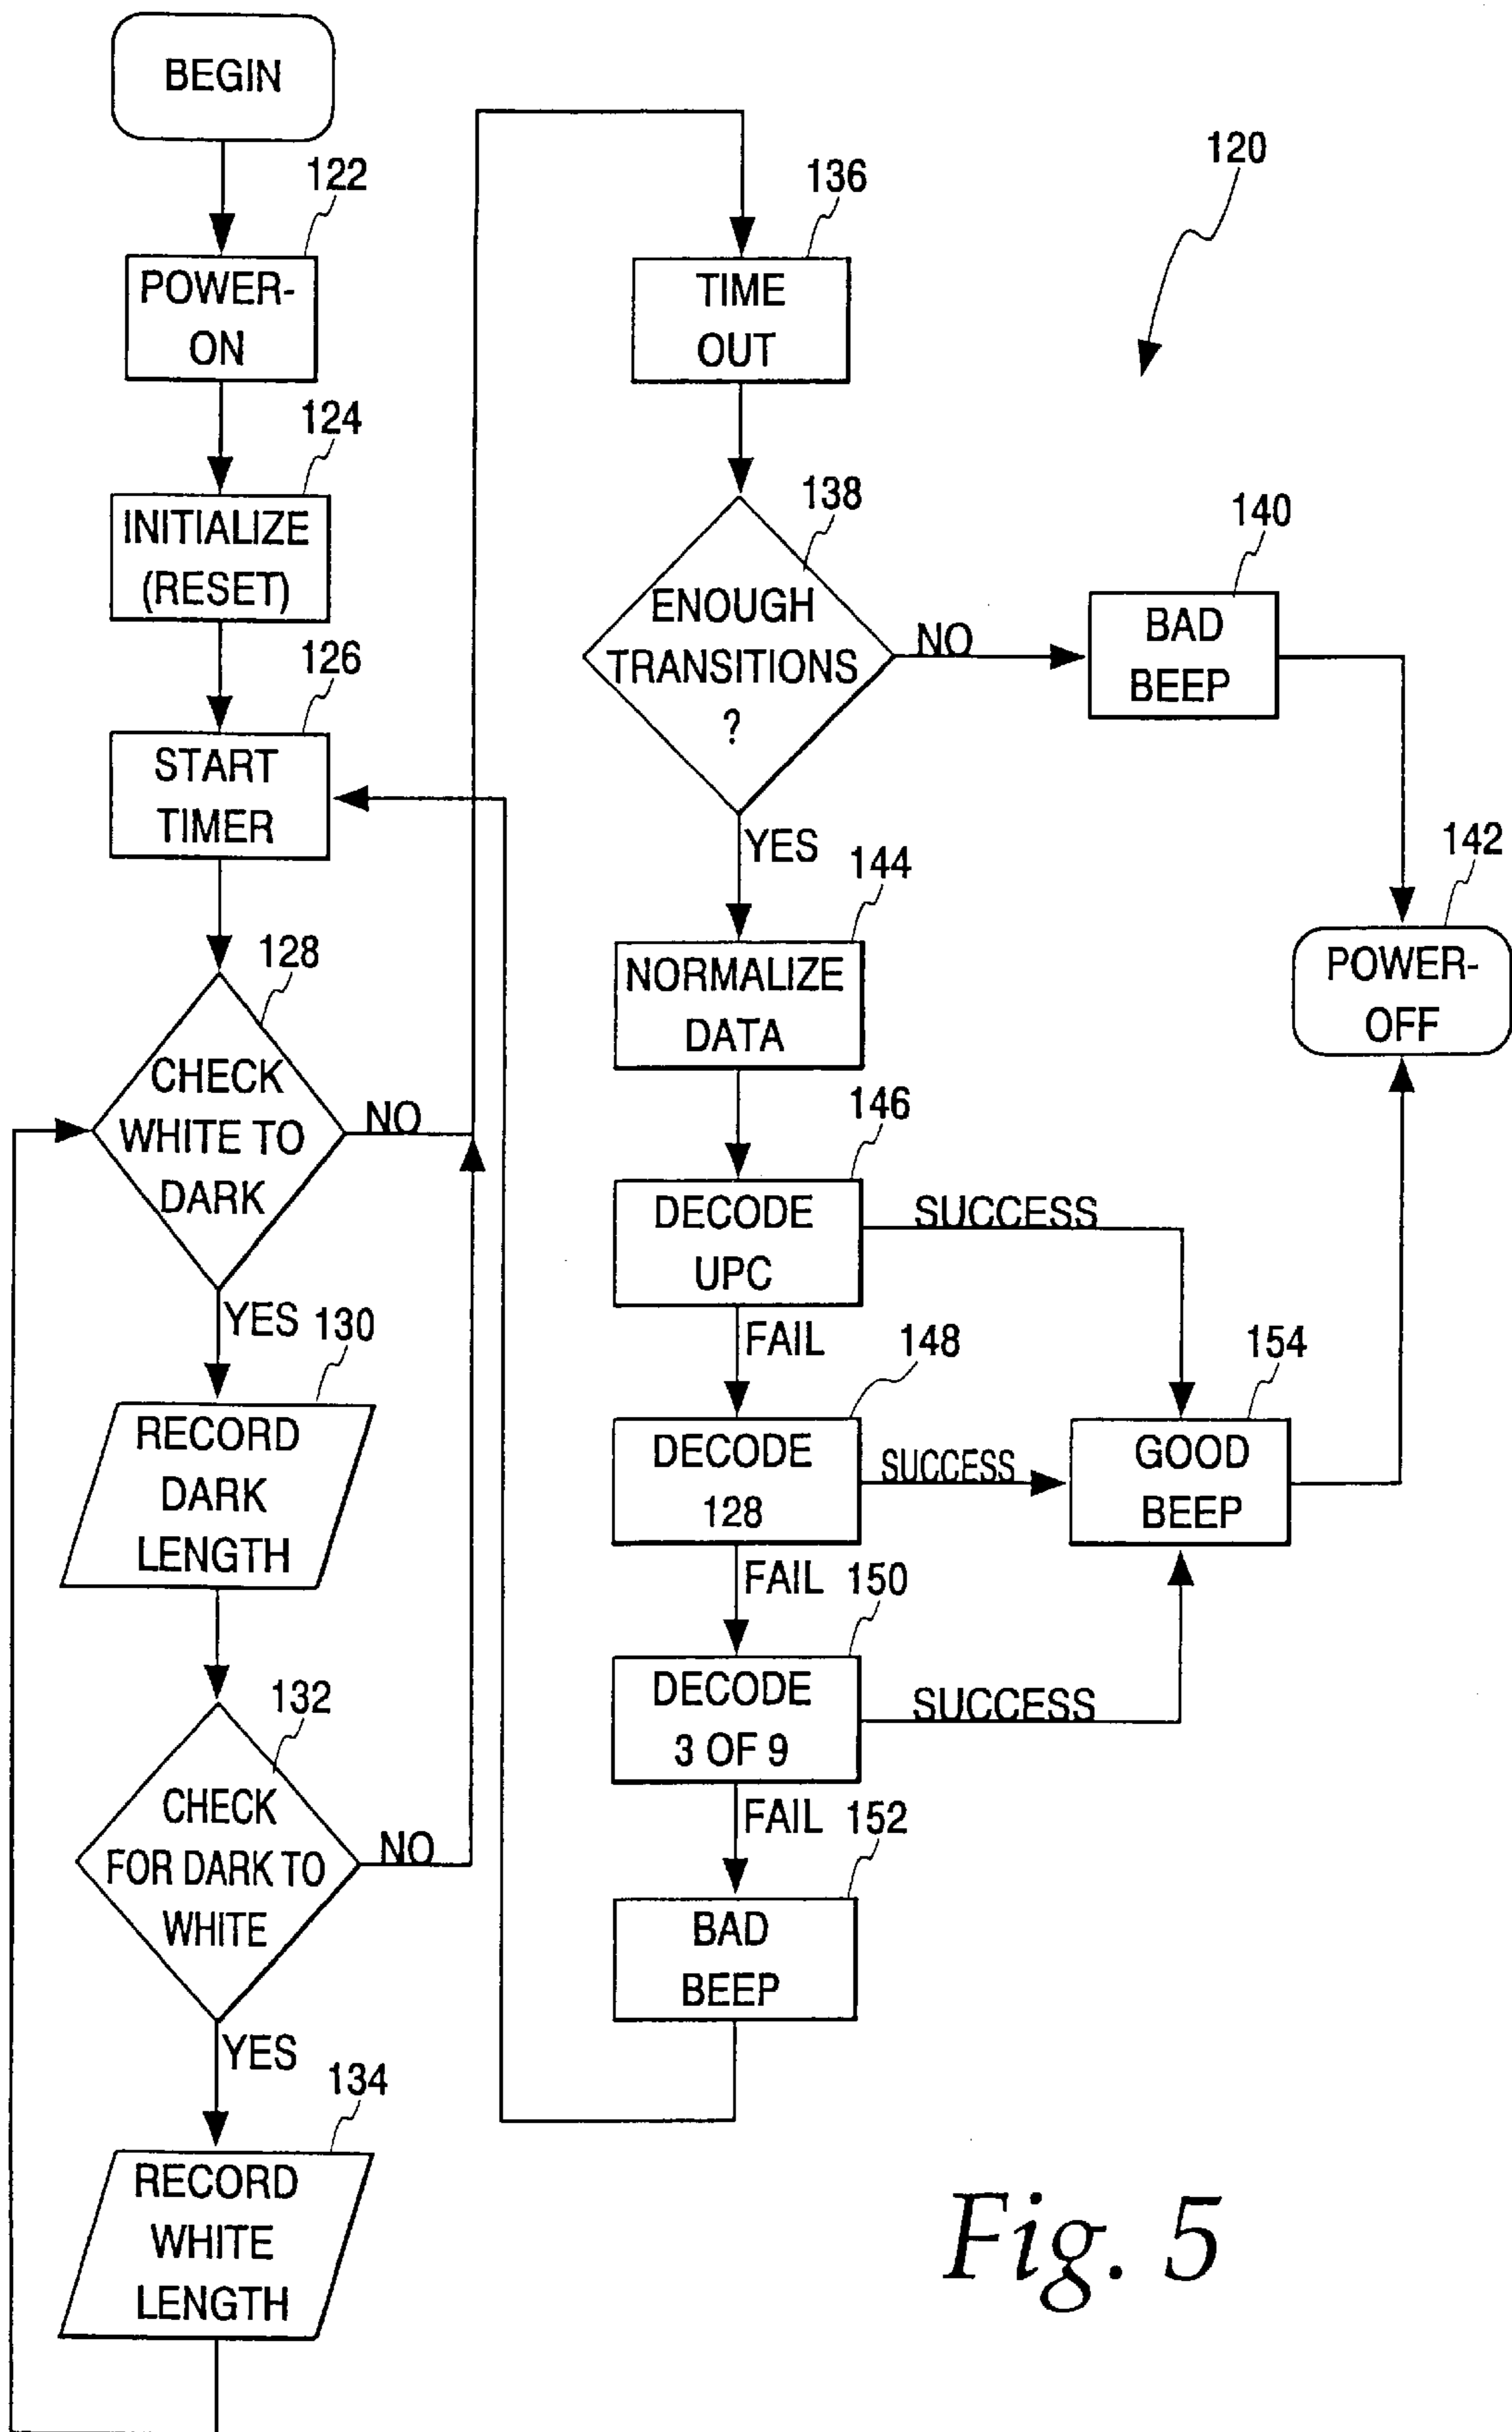 BEGIN
122
POWER-
ON
124
INITIALIZE
(RESET)
126
START
TIMER
128
CHECK
WHITE TO
DARK
NO
YES
130
RECORD
DARK
LENGTH
132
CHECK
FOR DARK TO
WHITE
NO
YES
134
RECORD
WHITE
LENGTH
136
TIME
OUT
138
ENOUGH
TRANSITIONS
?
NO
YES
140
BAD
BEEP
142
POWER-
OFF
144
NORMALIZE
DATA
146
DECODE
UPC
SUCCESS
FAIL
148
DECODE
128
SUCCESS
FAIL
150
DECODE
3 OF 9
SUCCESS
FAIL
152
BAD
BEEP
154
GOOD
BEEP
120
Fig. 5